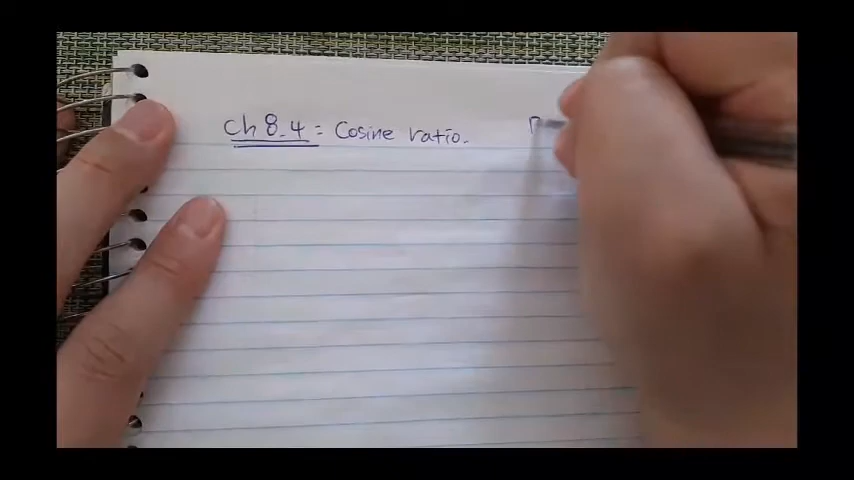 ch 8.4 = Cosine ratio.